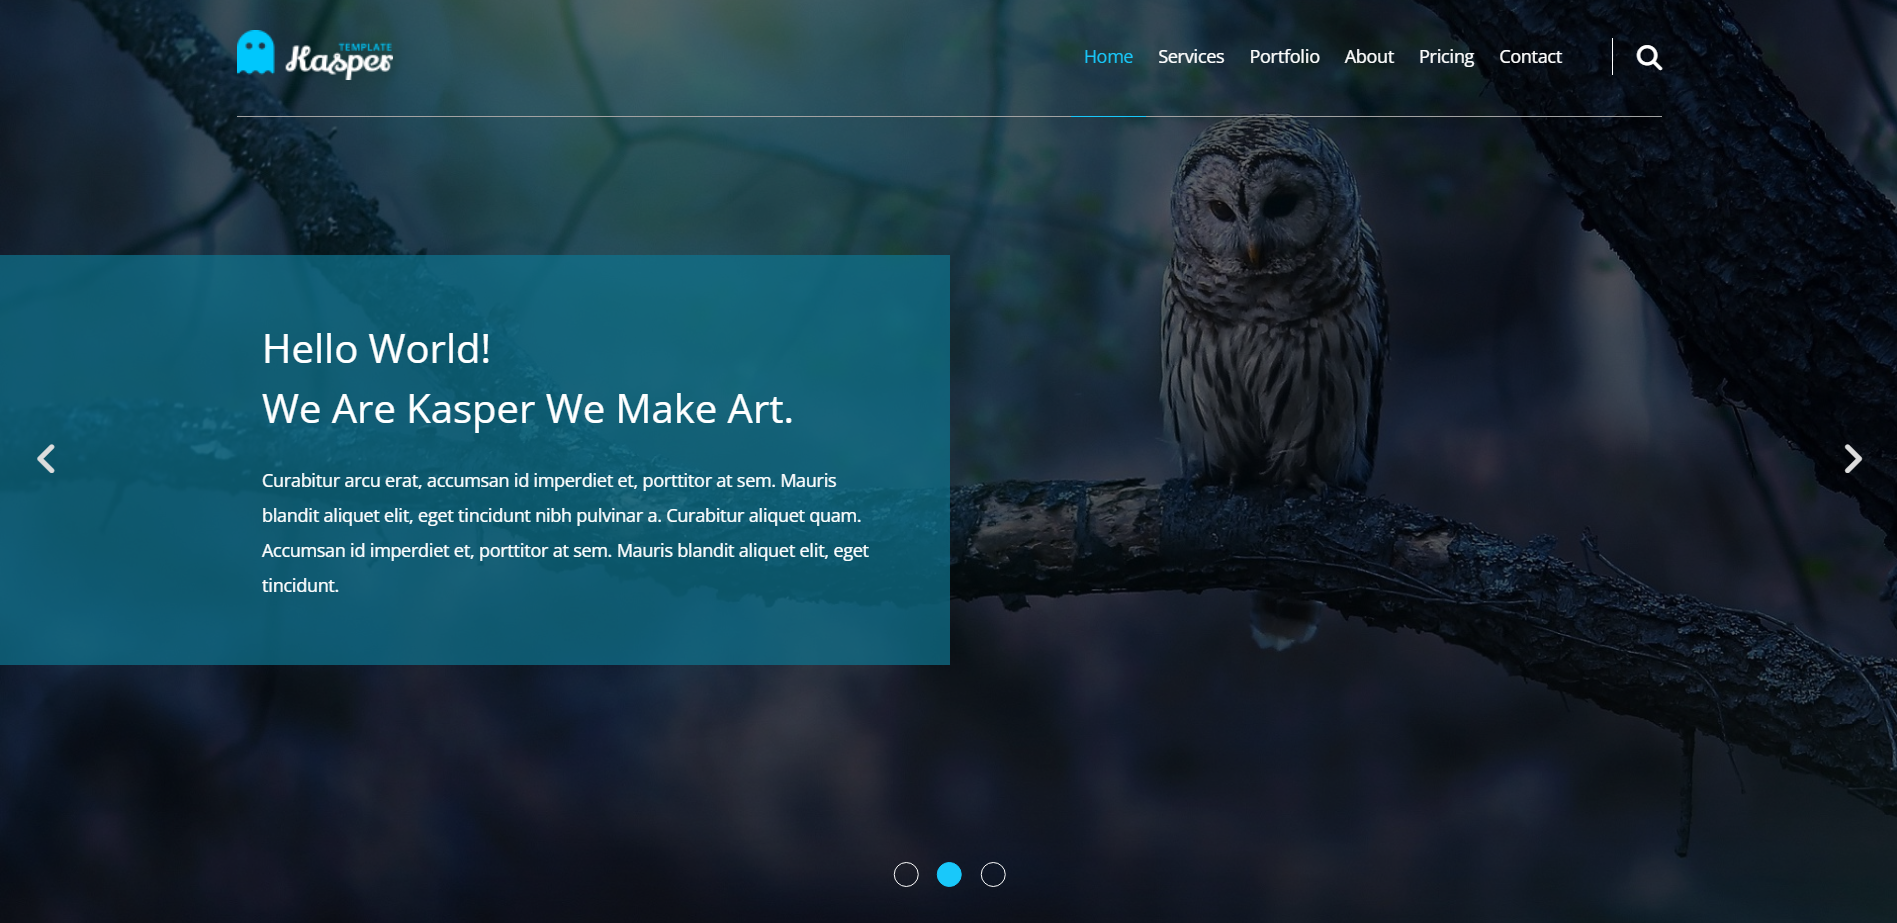 TEMPLATE
Kasper
Home Services Portfolio About Pricing Contact
Hello World!
We Are Kasper We Make Art.
Curabitur arcu erat, accumsan id imperdiet et, porttitor at sem. Mauris
blandit aliquet elit, eget tincidunt nibh pulvinar a. Curabitur aliquet quam.
Accumsan id imperdiet et, porttitor at sem. Mauris blandit aliquet elit, eget
tincidunt.